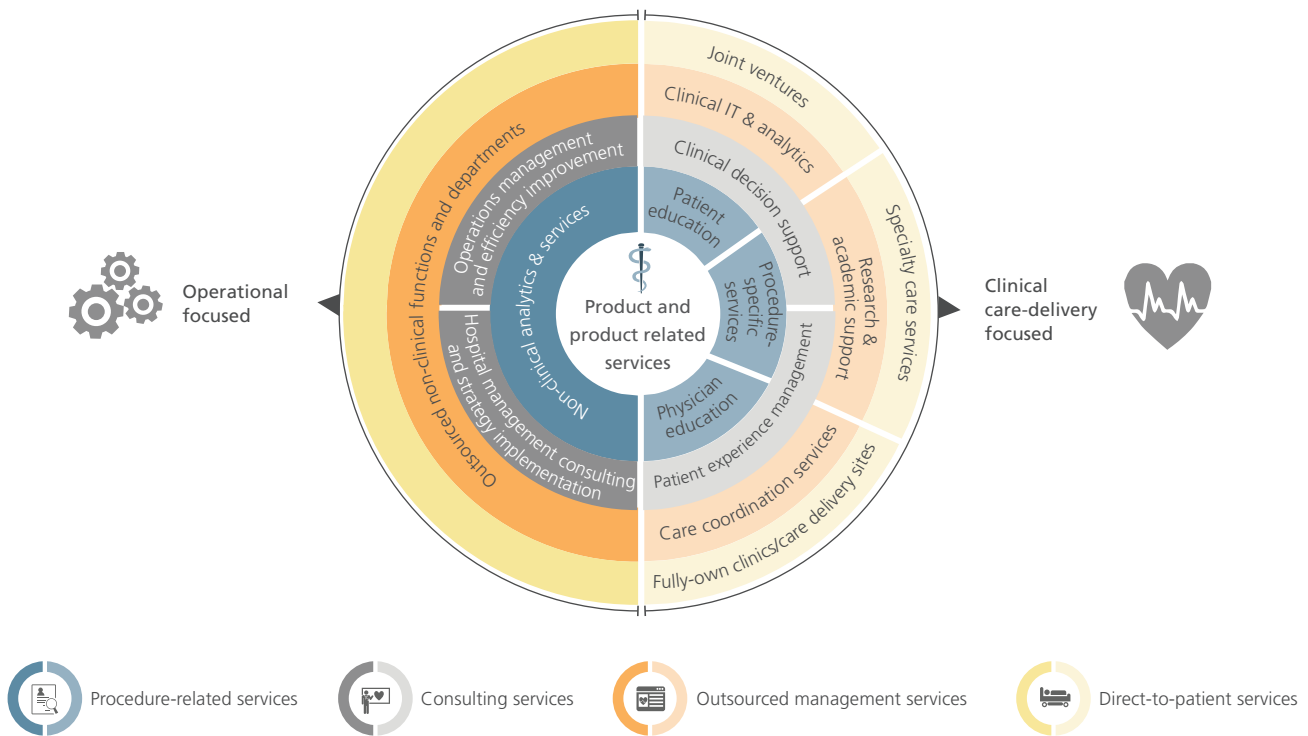 Joint ventures
Clinical IT & analytics
Clinical decision support
Patient
education
Procedure-
specific
services
Physician
education
Patient experience management
Research &
academic support
Care coordination services
Specialty care services
Fully-own clinics/care delivery sites
Outsourced non-clinical functions and departments
Operations management
and efficiency improvement
Hospital management consulting
and strategy implementation
Non-clinical analytics & services
Product and
product related
services
Operational
focused
Clinical
care-delivery
focused
Procedure-related services
Consulting services
Outsourced management services
Direct-to-patient services